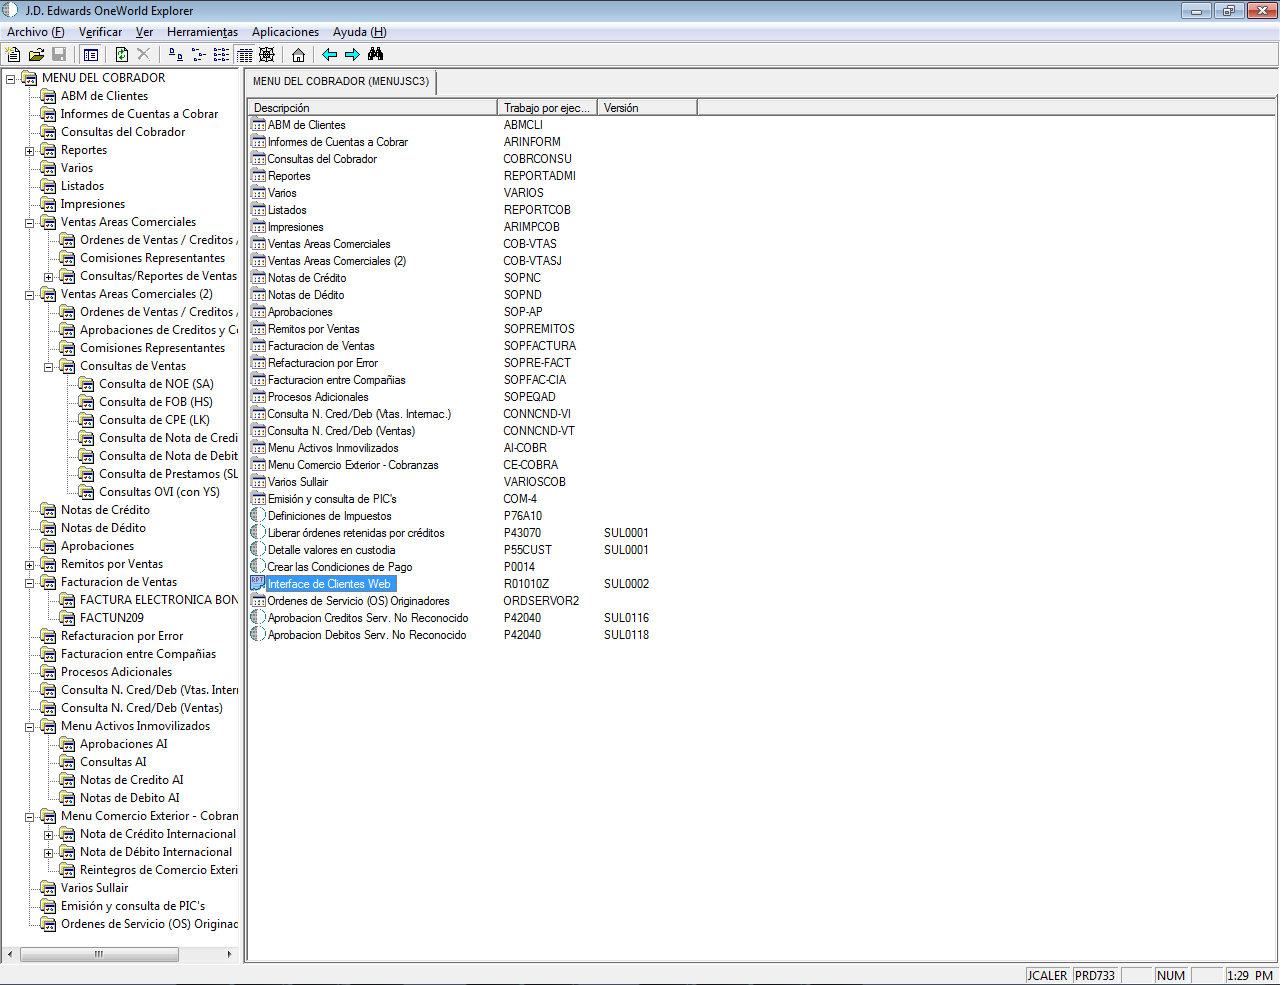 J.D. Edwards OneWorld Explorer
Archivo (F) Verificar Ver Herramientas Aplicaciones Ayuda (H)
MENU DEL COBRADOR
ABM de Clientes
Informes de Cuentas a Cobrar
Consultas del Cobrador
Reportes
Varios
Listados
Impresiones
Ventas Areas Comerciales
Ordenes de Ventas / Creditos /
Comisiones Representantes
Consultas/Reportes de Ventas
Ventas Areas Comerciales (2)
Ordenes de Ventas / Creditos /
Aprobaciones de Creditos y C
Comisiones Representantes
Consultas de Ventas
Consulta de NOE (SA)
Consulta de FOB (HS)
Consulta de CPE (LK)
Consulta de Nota de Credi
Consulta de Nota de Debit
Consulta de Prestamos (SL
Consultas OVI (con YS)
Notas de Crédito
Notas de Dédito
Aprobaciones
Remitos por Ventas
Facturacion de Ventas
FACTURA ELECTRONICA BON
FACTUN209
Refacturacion por Error
Facturacion entre Compañias
Procesos Adicionales
Consulta N. Cred/Deb (Vtas. Inter
Consulta N. Cred/Deb (Ventas)
Menu Activos Inmovilizados
Aprobaciones AI
Consultas AI
Notas de Credito AI
Notas de Debito AI
Menu Comercio Exterior - Cobran
Nota de Crédito Internacional
Nota de Débito Internacional
Reintegros de Comercio Exteri
Varios Sullair
Emisión y consulta de PIC's
Ordenes de Servicio (OS) Originac
MENU DEL COBRADOR (MENUJSC3)
Descripción Trabajo por ejec... Versión
ABM de Clientes ABMCLI
Informes de Cuentas a Cobrar ARINFORM
Consultas del Cobrador COBRCONSU
Reportes REPORTADMI
Varios VARIOS
Listados REPORTCOB
Impresiones ARIMPCOB
Ventas Areas Comerciales COB-VTAS
Ventas Areas Comerciales (2) COB-VTASJ
Notas de Crédito SOPNC
Notas de Dédito SOPND
Aprobaciones SOP-AP
Remitos por Ventas SOPREMITOS
Facturacion de Ventas SOPFACTURA
Refacturacion por Error SOPRE-FACT
Facturacion entre Compañias SOPFAC-CIA
Procesos Adicionales SOPEQAD
Consulta N. Cred/Deb (Vtas. Internac.) CONNCND-VI
Consulta N. Cred/Deb (Ventas) CONNCND-VT
Menu Activos Inmovilizados AI-COBR
Menu Comercio Exterior - Cobranzas CE-COBRA
Varios Sullair VARIOSCOB
Emisión y consulta de PIC's COM-4
Definiciones de Impuestos P76A10
Liberar órdenes retenidas por créditos P43070 SUL0001
Detalle valores en custodia P55CUST SUL0001
Crear las Condiciones de Pago P0014
Interface de Clientes Web R01010Z SUL0002
Ordenes de Servicio (OS) Originadores ORDSERVOR2
Aprobacion Creditos Serv. No Reconocido P42040 SUL0116
Aprobacion Debitos Serv. No Reconocido P42040 SUL0118
JCALER PRD733 NUM 1:29 PM